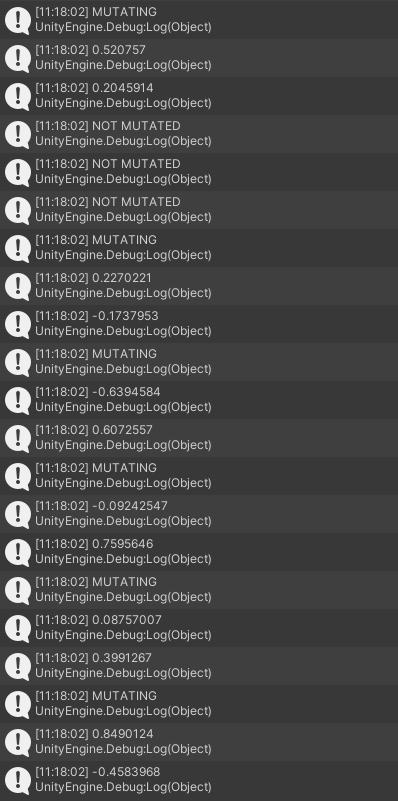 [11:18:02] MUTATING
UnityEngine.Debug:Log(Object)
[11:18:02] 0.520757
UnityEngine.Debug:Log(Object)
[11:18:02] 0.2045914
UnityEngine.Debug:Log(Object)
[11:18:02] NOT MUTATED
UnityEngine.Debug:Log(Object)
[11:18:02] NOT MUTATED
UnityEngine.Debug:Log(Object)
[11:18:02] NOT MUTATED
UnityEngine.Debug:Log(Object)
[11:18:02] MUTATING
UnityEngine.Debug:Log(Object)
[11:18:02] 0.2270221
UnityEngine.Debug:Log(Object)
[11:18:02] -0.1737953
UnityEngine.Debug:Log(Object)
[11:18:02] MUTATING
UnityEngine.Debug:Log(Object)
[11:18:02] -0.6394584
UnityEngine.Debug:Log(Object)
[11:18:02] 0.6072557
UnityEngine.Debug:Log(Object)
[11:18:02] MUTATING
UnityEngine.Debug:Log(Object)
[11:18:02] -0.09242547
UnityEngine.Debug:Log(Object)
[11:18:02] 0.7595646
UnityEngine.Debug:Log(Object)
[11:18:02] MUTATING
UnityEngine.Debug:Log(Object)
[11:18:02] 0.08757007
UnityEngine.Debug:Log(Object)
[11:18:02] 0.3991267
UnityEngine.Debug:Log(Object)
[11:18:02] MUTATING
UnityEngine.Debug:Log(Object)
[11:18:02] 0.8490124
UnityEngine.Debug:Log(Object)
[11:18:02] -0.4583968
UnityEngine.Debug:Log(Object)